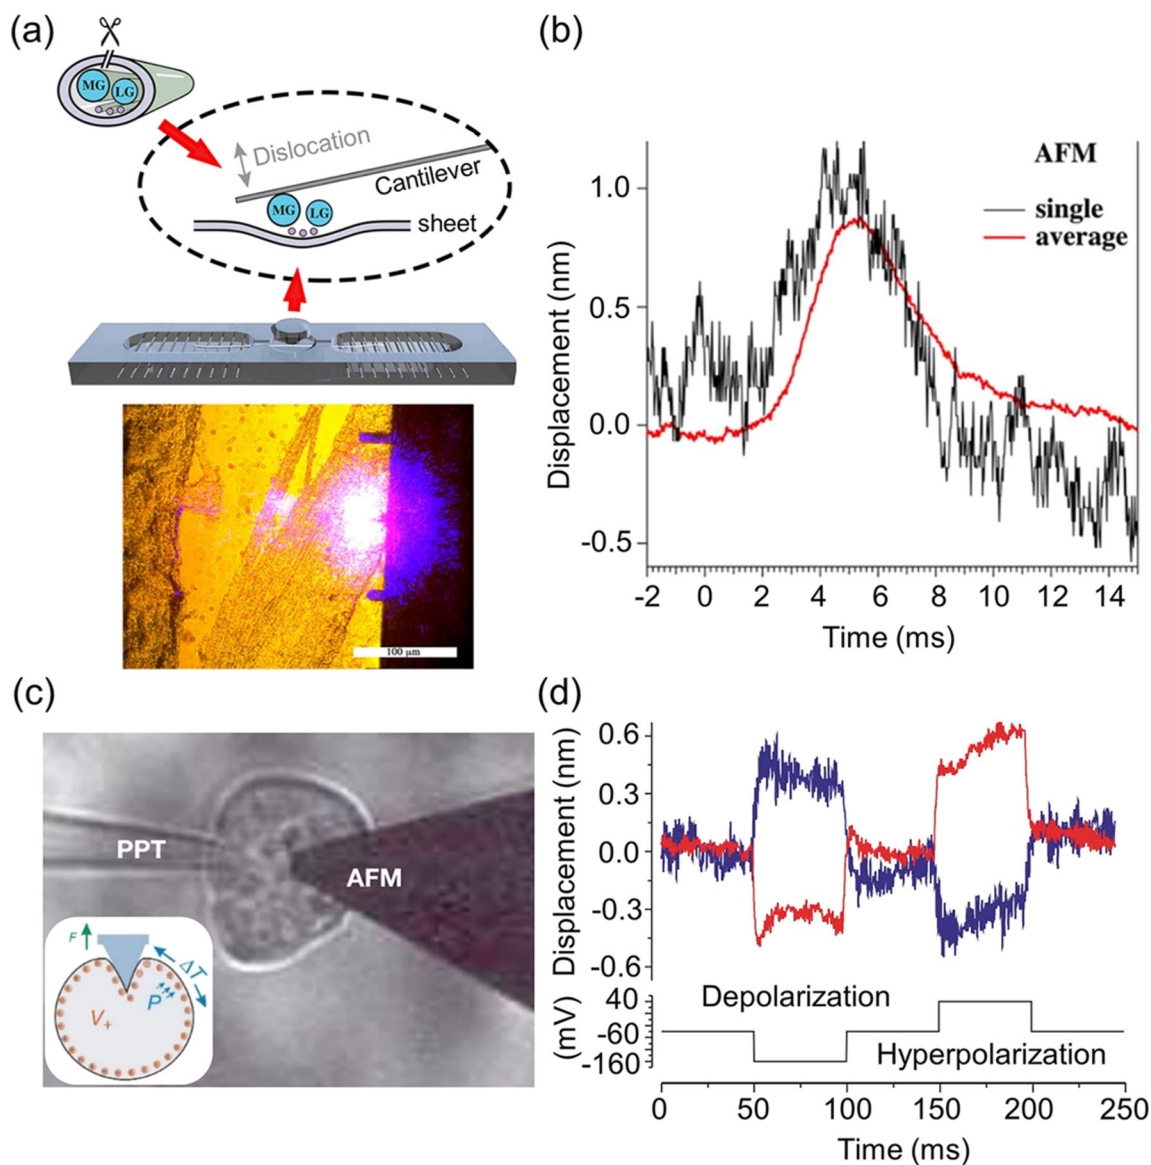 (a)
MG
LG
Dislocation
Cantilever
MG
LG
sheet
100 μm
(b)
AFM
single
average
Displacement (nm)
1.0
0.5
0.0
-0.5
-2 0 2 4 6 8 10 12 14
Time (ms)
(c)
PPT
AFM
F
ΔT
P
V+
(d)
Displacement (nm)
0.6
0.3
0.0
-0.3
-0.6
(mV)
40
-60
-160
Depolarization
Hyperpolarization
0 50 100 150 200 250
Time (ms)